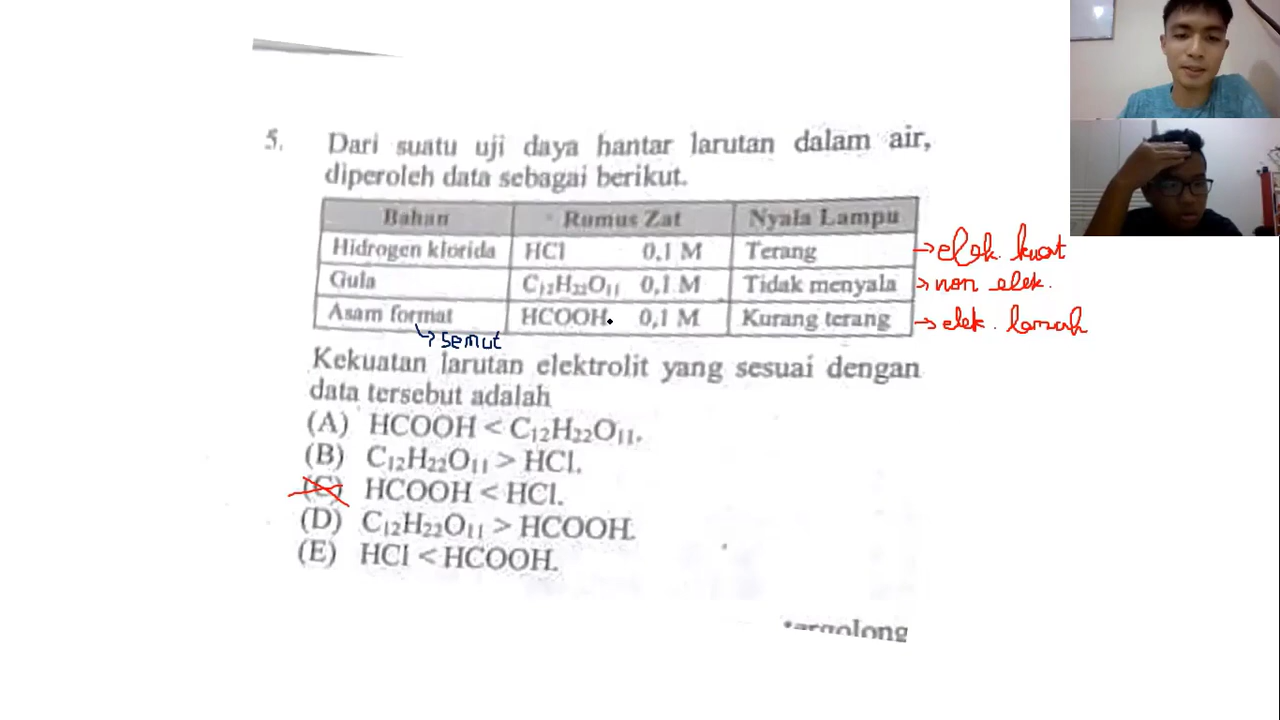 5. Dari suatu uji daya hantar larutan dalam air,
diperoleh data sebagai berikut.
Bahan Rumus Zat Nyala Lampu
Hidrogen klorida HCl 0,1 M Terang → elek. kuat
Gula C₁₂H₂₂O₁₁ 0,1 M Tidak menyala → non elek.
Asam format HCOOH 0,1 M Kurang terang → elek. lemah
↳ semut
Kekuatan larutan elektrolit yang sesuai dengan
data tersebut adalah
(A) HCOOH < C₁₂H₂₂O₁₁.
(B) C₁₂H₂₂O₁₁ > HCl.
(C) HCOOH < HCl.
(D) C₁₂H₂₂O₁₁ > HCOOH.
(E) HCl < HCOOH.
tergolong